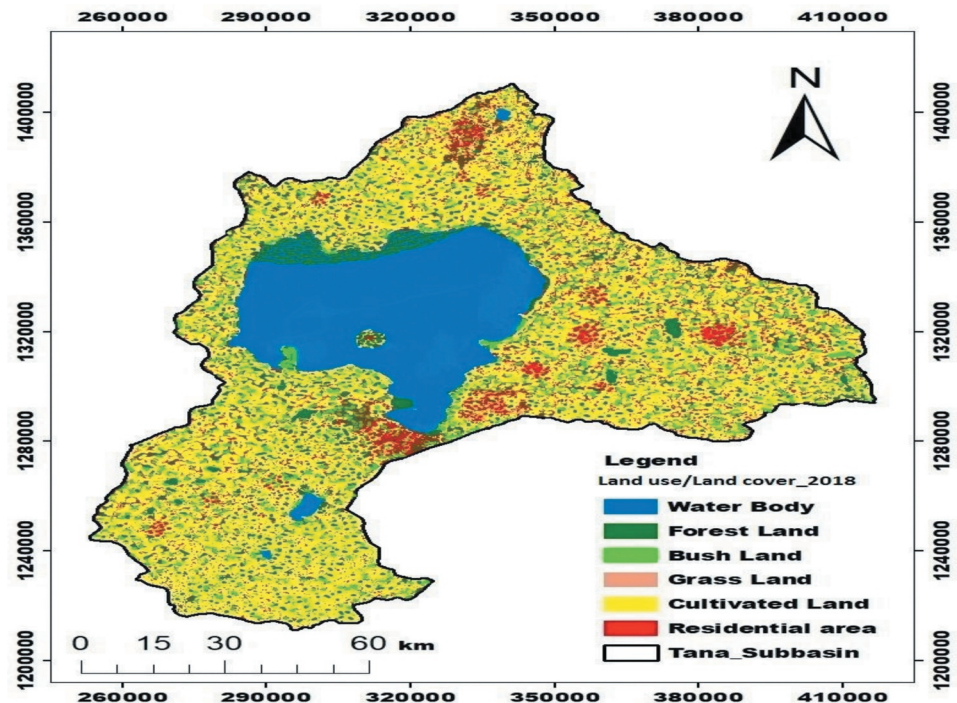 260000 290000 320000 350000 380000 410000
N
1400000 1400000
1360000 1360000
1320000 1320000
1280000 1280000
1240000 1240000
1200000 1200000
Legend
Land use/Land cover_2018
Water Body
Forest Land
Bush Land
Grass Land
Cultivated Land
Residential area
Tana_Subbasin
0 15 30 60 km
260000 290000 320000 350000 380000 410000